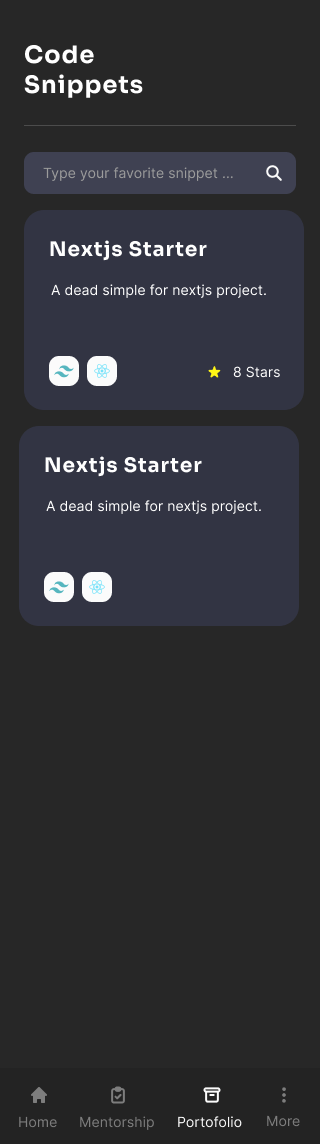 Code
Snippets
Type your favorite snippet ...
Nextjs Starter
A dead simple for nextjs project.
8 Stars
Nextjs Starter
A dead simple for nextjs project.
Home Mentorship Portofolio More